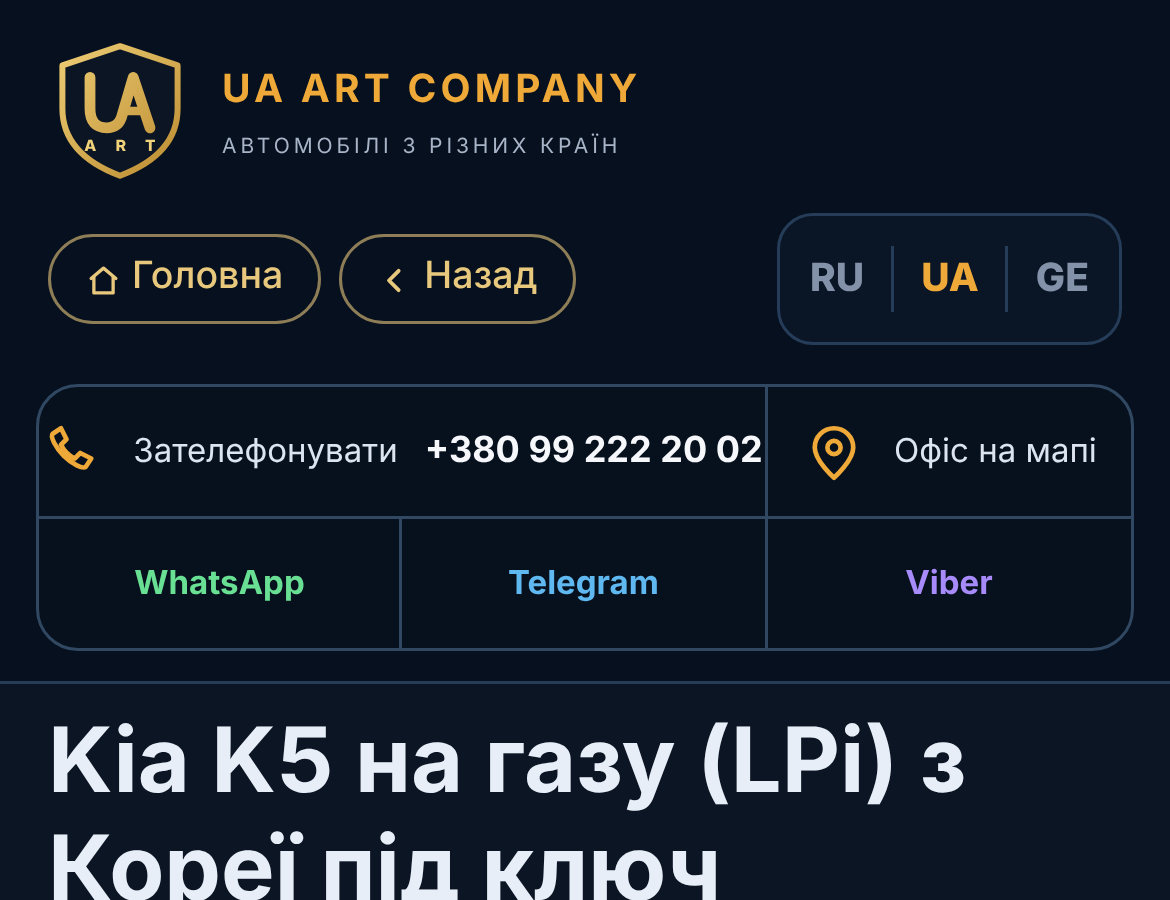 UA
A R T
UA ART COMPANY
АВТОМОБІЛІ З РІЗНИХ КРАЇН
Головна
Назад
RU UA GE
Зателефонувати +380 99 222 20 02
Офіс на мапі
WhatsApp
Telegram
Viber
Kia K5 на газу (LPi) з
Кореї під ключ